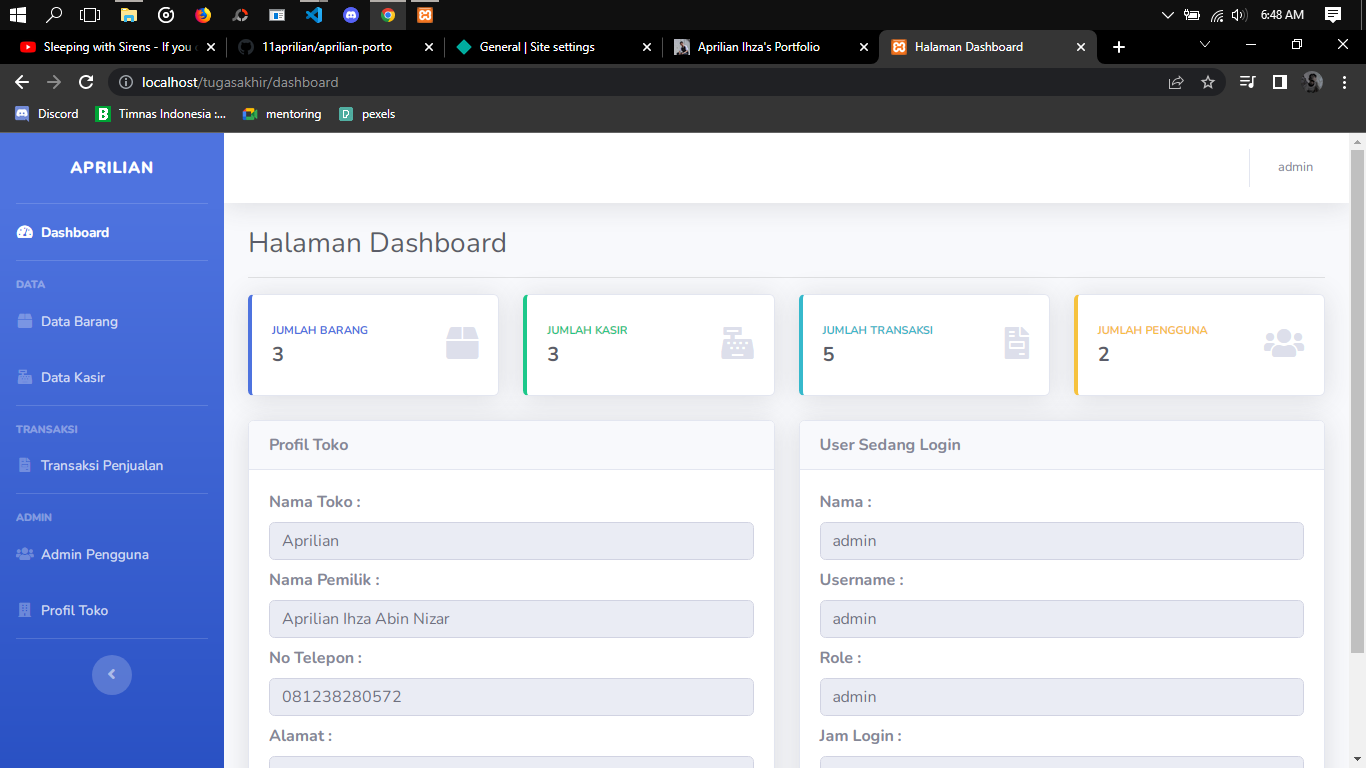 6:48 AM
Sleeping with Sirens - If you
11aprilian/aprilian-porto
General | Site settings
Aprilian Ihza's Portfolio
Halaman Dashboard
localhost/tugasakhir/dashboard
Discord
Timnas Indonesia :...
mentoring
pexels
APRILIAN
admin
Dashboard
DATA
Data Barang
Data Kasir
TRANSAKSI
Transaksi Penjualan
ADMIN
Admin Pengguna
Profil Toko
Halaman Dashboard
JUMLAH BARANG
3
JUMLAH KASIR
3
JUMLAH TRANSAKSI
5
JUMLAH PENGGUNA
2
Profil Toko
Nama Toko :
Aprilian
Nama Pemilik :
Aprilian Ihza Abin Nizar
No Telepon :
081238280572
Alamat :
User Sedang Login
Nama :
admin
Username :
admin
Role :
admin
Jam Login :